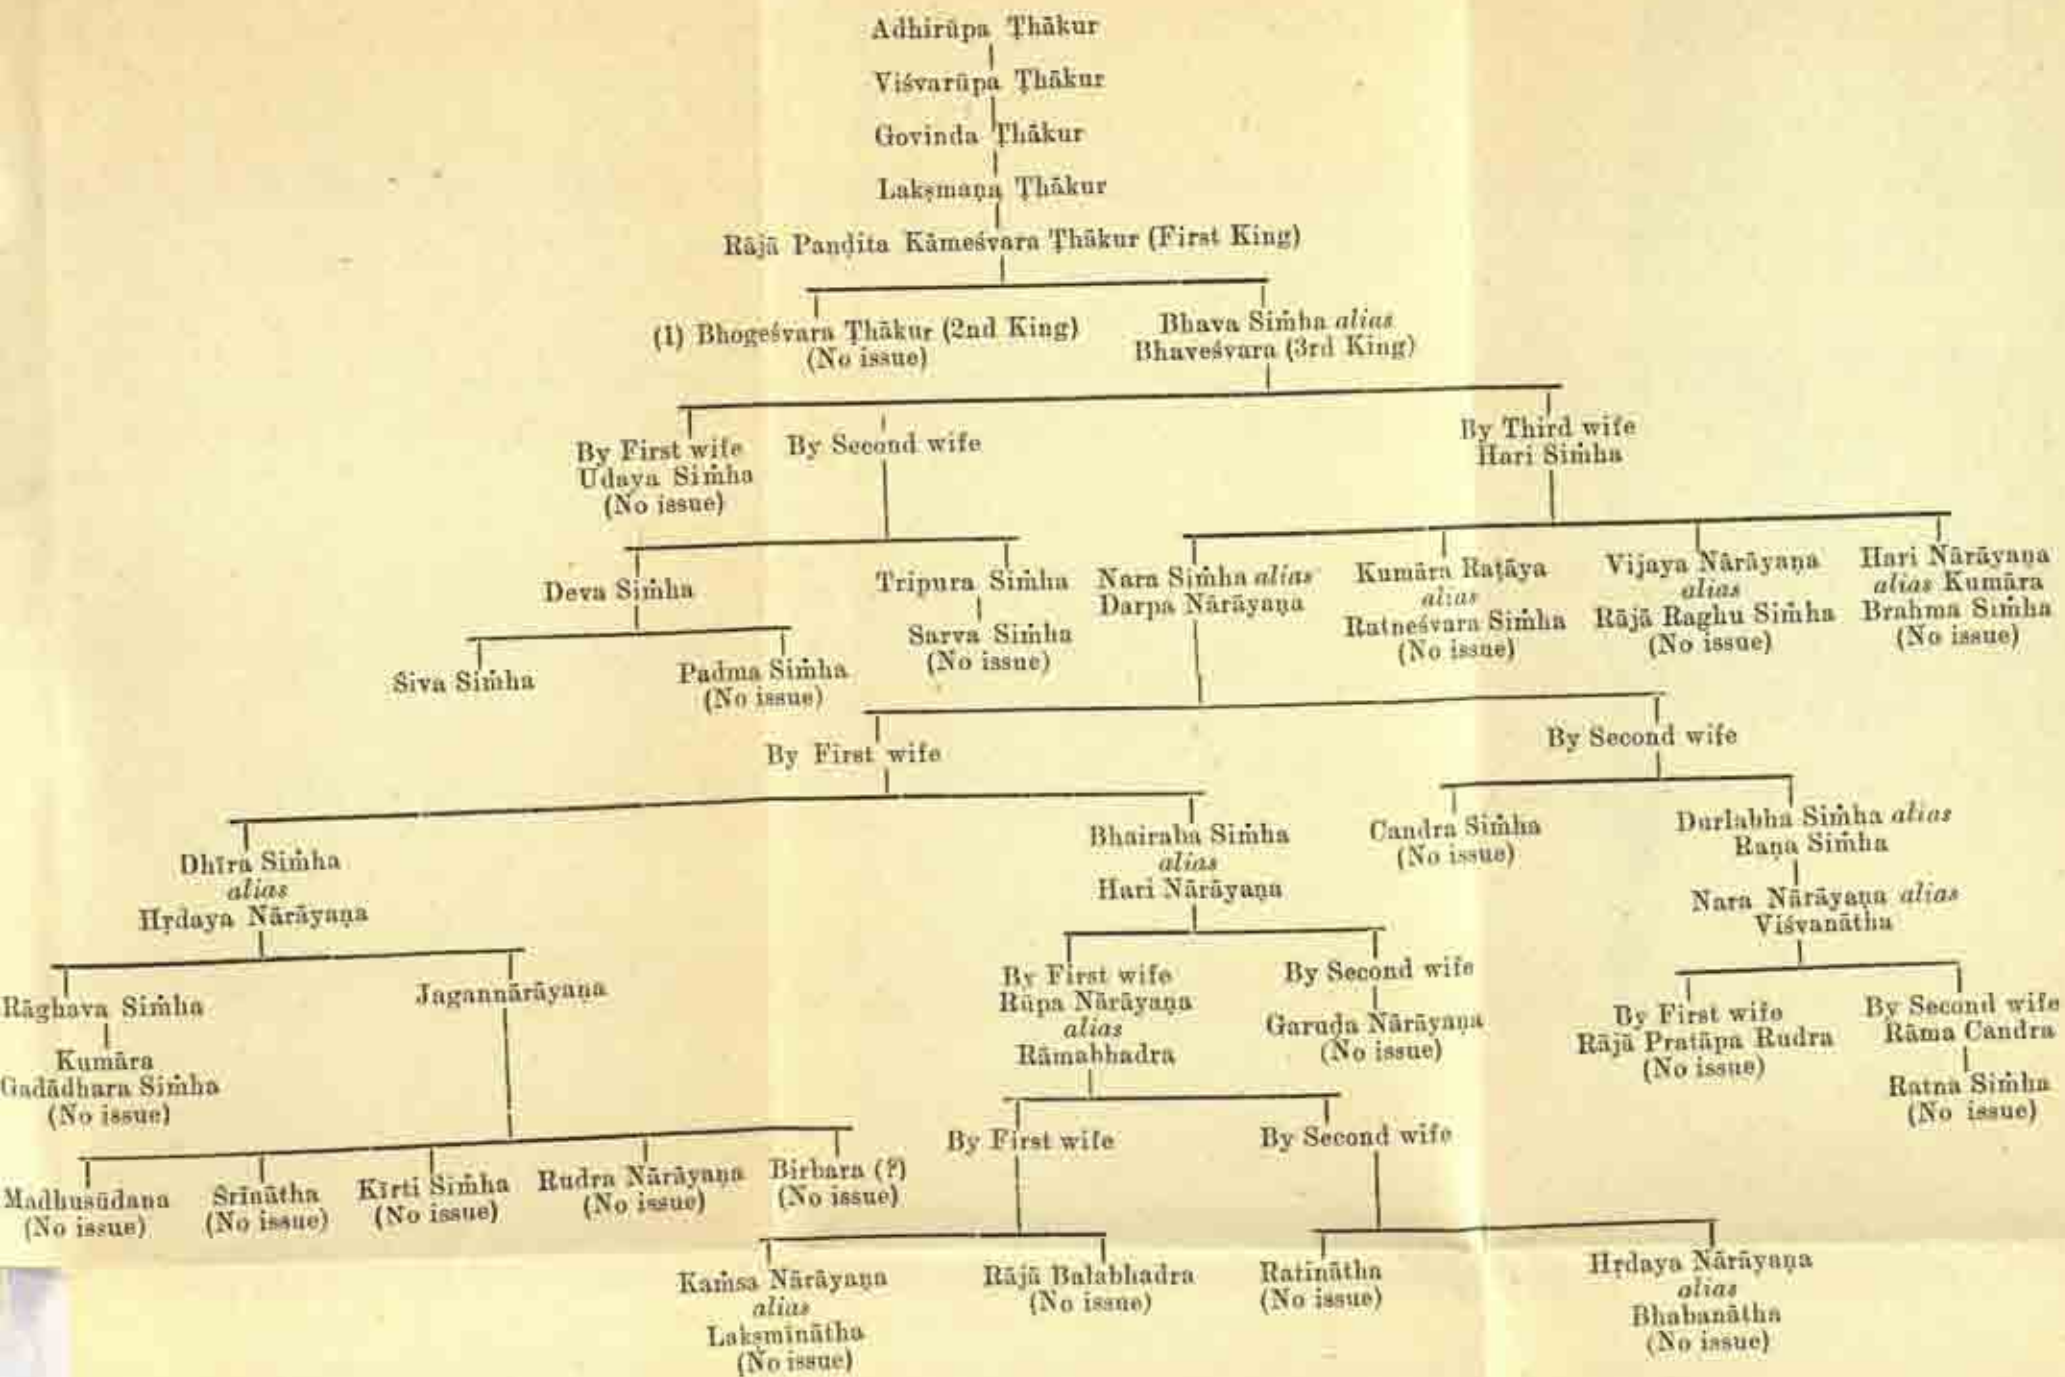 Adhirūpa Ṭhākur
Viśvarūpa Ṭhākur
Govinda Ṭhākur
Lakṣmaṇa Ṭhākur
Rājā Paṇḍita Kāmeśvara Ṭhākur (First King)
(1) Bhogeśvara Ṭhākur (2nd King)
(No issue)
Bhava Siṁha alias
Bhaveśvara (3rd King)
By First wife
Udaya Siṁha
(No issue)
By Second wife
By Third wife
Hari Siṁha
Deva Siṁha
Tripura Siṁha
Sarva Siṁha
(No issue)
Nara Siṁha alias
Darpa Nārāyaṇa
Kumāra Raṭāya
alias
Ratneśvara Siṁha
(No issue)
Vijaya Nārāyaṇa
alias
Rājā Raghu Siṁha
(No issue)
Hari Nārāyaṇa
alias Kumāra
Brahma Siṁha
(No issue)
Śiva Siṁha
Padma Siṁha
(No issue)
By First wife
By Second wife
Dhīra Siṁha
alias
Hṛdaya Nārāyaṇa
Bhairaba Siṁha
alias
Hari Nārāyaṇa
Candra Siṁha
(No issue)
Durlabha Siṁha alias
Raṇa Siṁha
Nara Nārāyaṇa alias
Viśvanātha
Rāghava Siṁha
Kumāra
Gadādhara Siṁha
(No issue)
Jagannārāyaṇa
By First wife
Rūpa Nārāyaṇa
alias
Rāmabhadra
By Second wife
Garuḍa Nārāyaṇa
(No issue)
By First wife
Rājā Pratāpa Rudra
(No issue)
By Second wife
Rāma Candra
Ratna Siṁha
(No issue)
Madhusūdana
(No issue)
Śrīnātha
(No issue)
Kīrti Siṁha
(No issue)
Rudra Nārāyaṇa
(No issue)
Birbara (?)
(No issue)
By First wife
By Second wife
Kaṁsa Nārāyaṇa
alias
Lakṣmīnātha
(No issue)
Rājā Balabhadra
(No issue)
Ratinātha
(No issue)
Hṛdaya Nārāyaṇa
alias
Bhabanātha
(No issue)